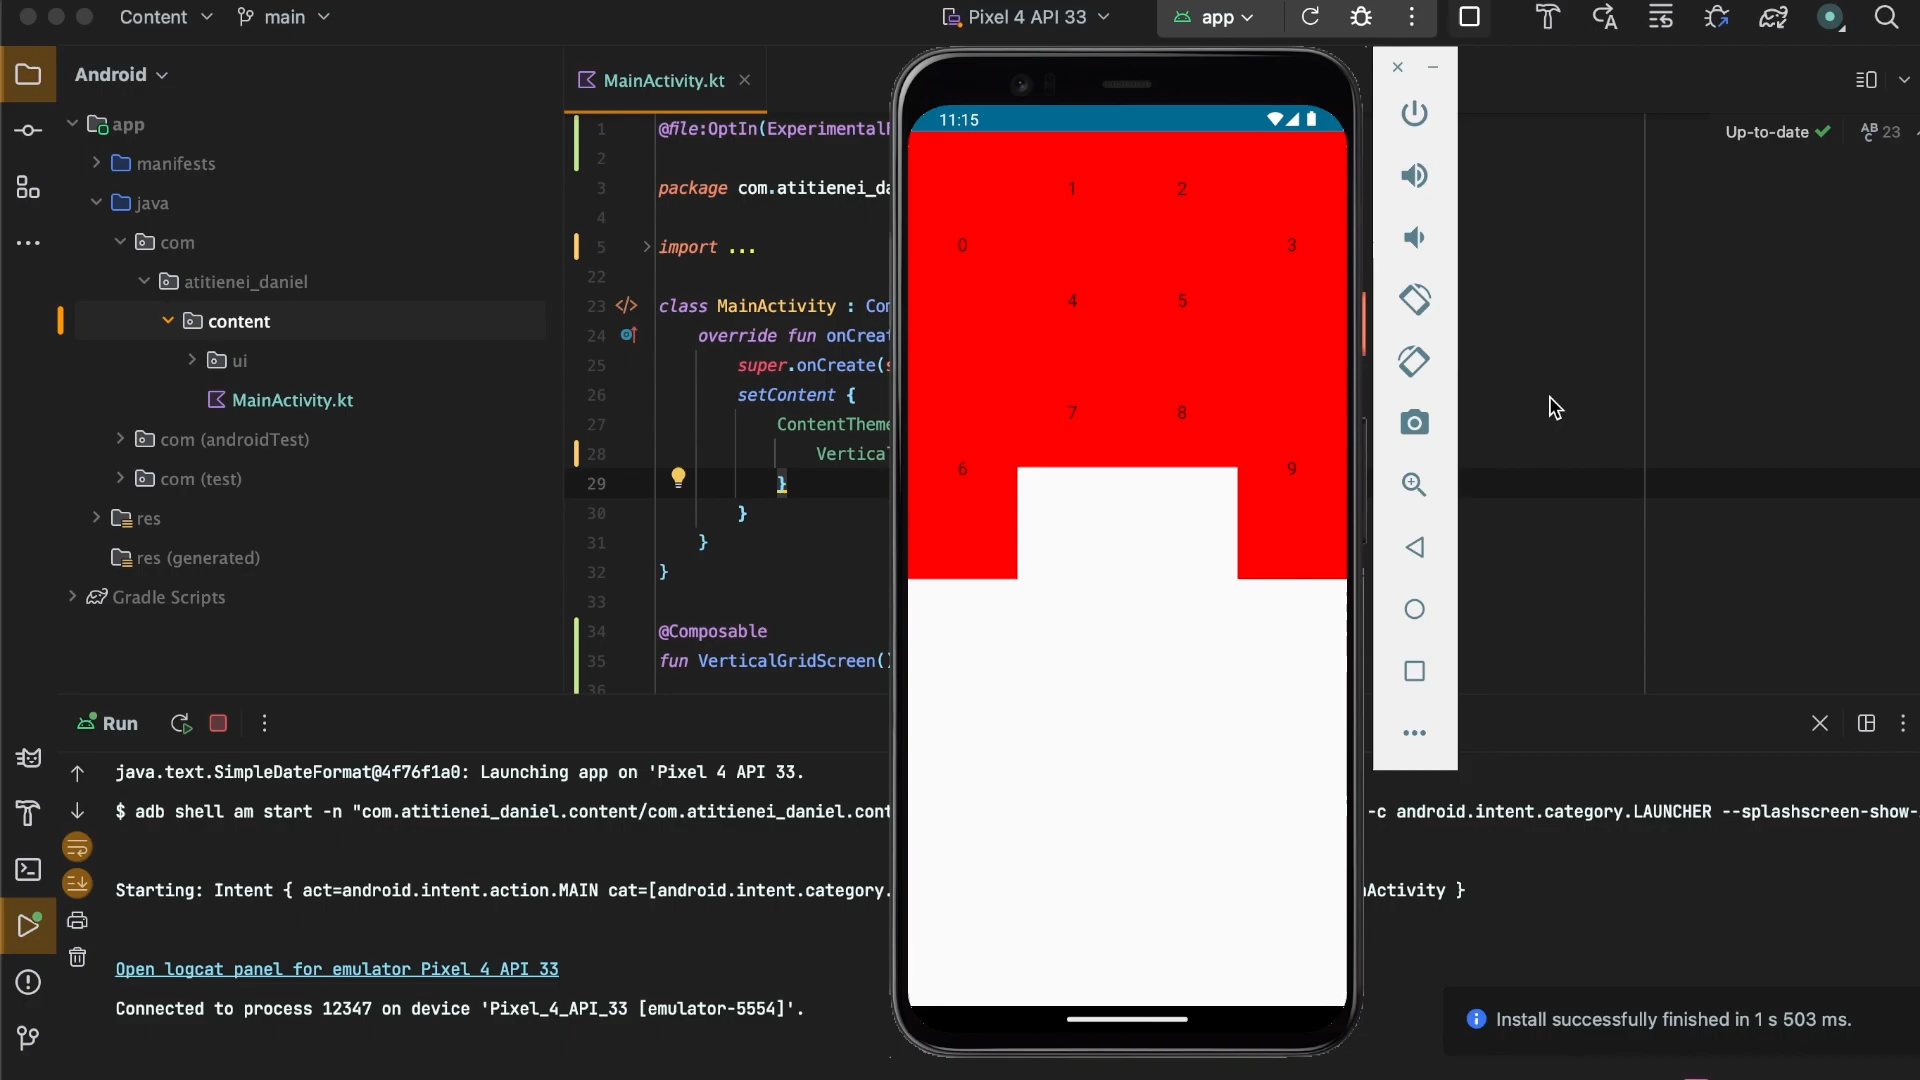 Content
main
Pixel 4 API 33
app
Android
MainActivity.kt
Up-to-date
23
app
manifests
java
com
atitienei_daniel
content
ui
MainActivity.kt
com (androidTest)
com (test)
res
res (generated)
Gradle Scripts
1 @file:OptIn(Experimental
2
3 package com.atitienei_da
4
5 import ...
22
23 class MainActivity : Com
24 override fun onCreat
25 super.onCreate(s
26 setContent {
27 ContentTheme
28 Vertical
29 }
30 }
31 }
32 }
33
34 @Composable
35 fun VerticalGridScreen()
36
11:15
1 2
0 3
4 5
7 8
6 9
Run
java.text.SimpleDateFormat@4f76f1a0: Launching app on 'Pixel 4 API 33.
$ adb shell am start -n "com.atitienei_daniel.content/com.atitienei_daniel.cont -c android.intent.category.LAUNCHER --splashscreen-show-
Starting: Intent { act=android.intent.action.MAIN cat=[android.intent.category. Activity }
Open logcat panel for emulator Pixel 4 API 33
Connected to process 12347 on device 'Pixel_4_API_33 [emulator-5554]'.
Install successfully finished in 1 s 503 ms.